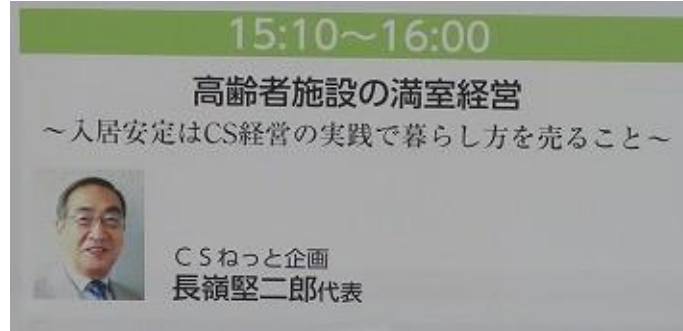 15:10～16:00
高齢者施設の満室経営
～入居安定はCS経営の実践で暮らし方を売ること～
ＣＳねっと企画
長嶺堅二郎代表